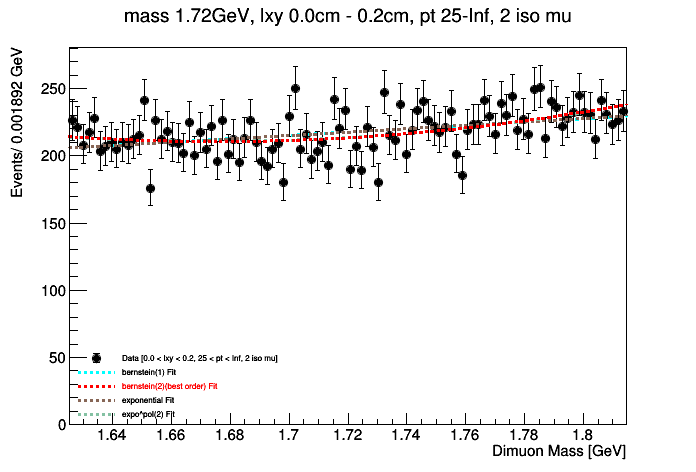 mass 1.72GeV, lxy 0.0cm - 0.2cm, pt 25-Inf, 2 iso mu
Events/ 0.001892 GeV
250
200
150
100
50
0
Data [0.0 < lxy < 0.2, 25 < pt < Inf, 2 iso mu]
bernstein(1) Fit
bernstein(2)(best order) Fit
exponential Fit
expo*pol(2) Fit
1.64 1.66 1.68 1.7 1.72 1.74 1.76 1.78 1.8
Dimuon Mass [GeV]